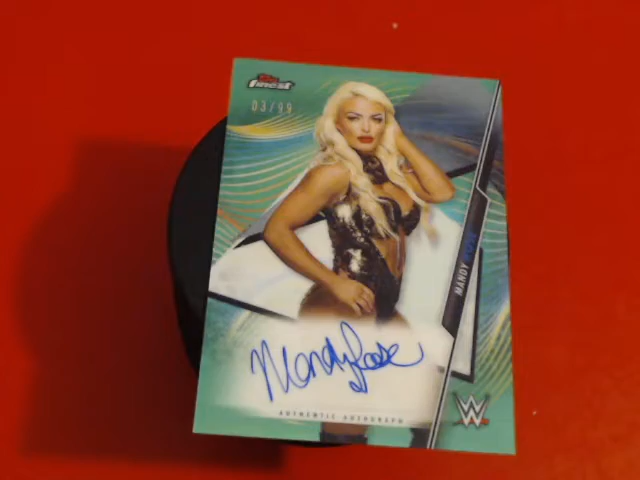 Topps
finest
03/99
MANDY ROSE
Mandy Rose
AUTHENTIC AUTOGRAPH
W